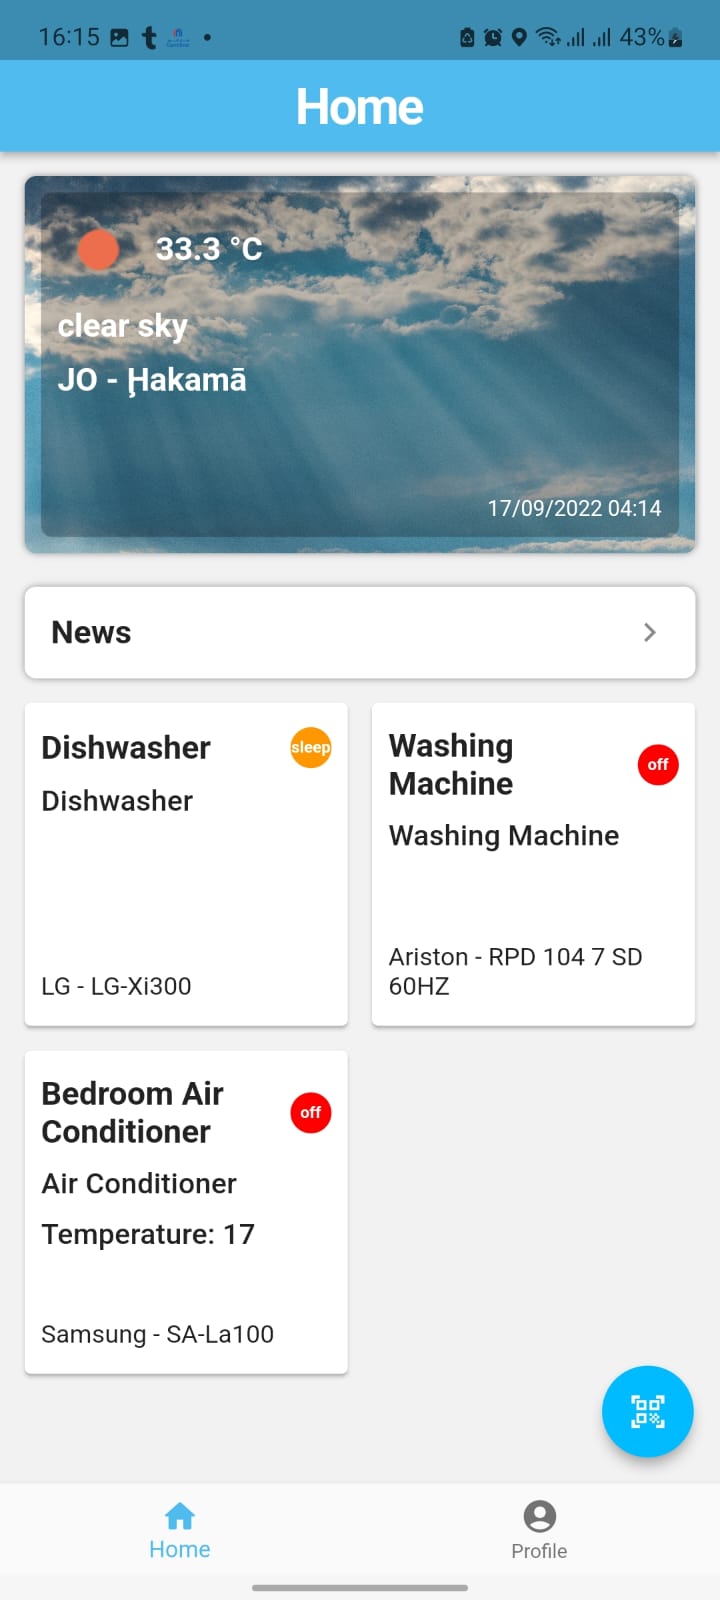 16:15
43%
Home
33.3 °C
clear sky
JO - Ḩakamā
17/09/2022 04:14
News
Dishwasher
sleep
Dishwasher
LG - LG-Xi300
Washing
Machine
off
Washing Machine
Ariston - RPD 104 7 SD
60HZ
Bedroom Air
Conditioner
off
Air Conditioner
Temperature: 17
Samsung - SA-La100
Home
Profile